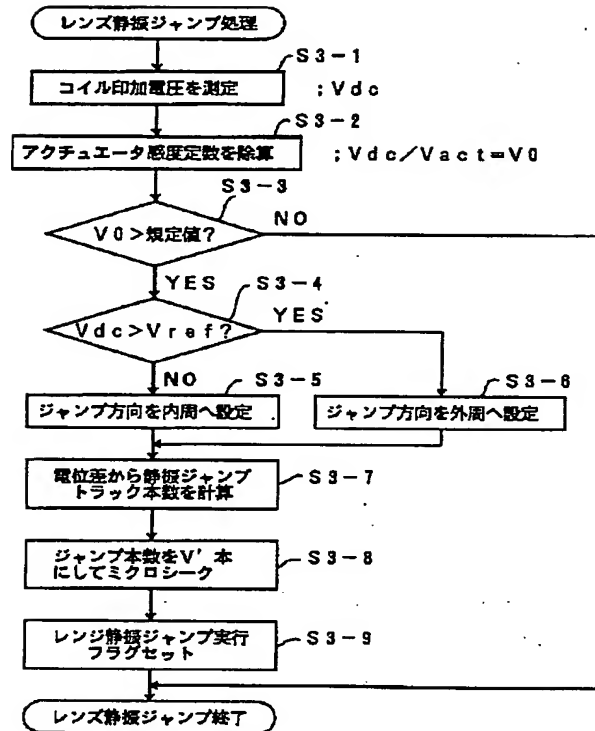 レンズ静振ジャンプ処理
S3-1
コイル印加電圧を測定 ;Vdc
S3-2
アクチュエータ感度定数を除算 ;Vdc/Vact=V0
S3-3
V0>規定値? NO
YES
S3-4
Vdc>Vref? YES
NO
S3-5
S3-6
ジャンプ方向を内周へ設定
ジャンプ方向を外周へ設定
電位差から静振ジャンプ
トラック本数を計算
S3-7
ジャンプ本数をV'本
にしてミクロシーク
S3-8
レンジ静振ジャンプ実行
フラグセット
S3-9
レンズ静振ジャンプ終了